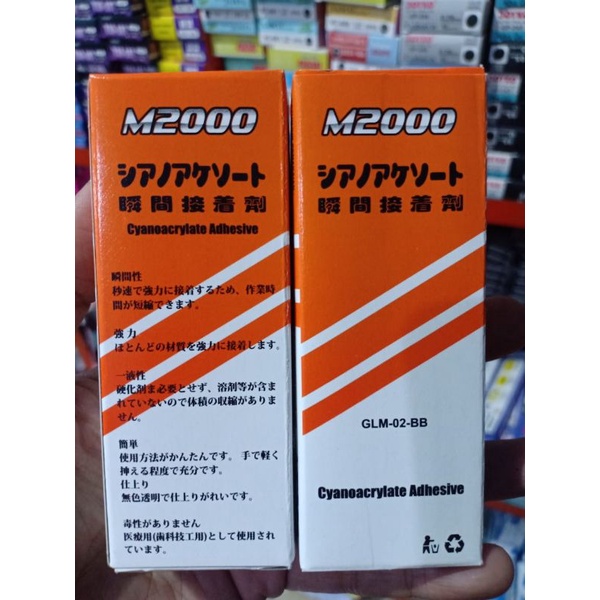 M2000
シアノアケソート
瞬間接着劑
Cyanoacrylate Adhesive
瞬間性
秒速で強力に接着するため、作業時
間が短縮できます。
強力
ほとんどの材質を強力に接着します。
一液性
硬化剤ま必要とせず、溶剤等が含ま
れていないので体積の収縮がありま
せん。
簡単
使用方法がかんたんです。手で軽く
抻える程度で充分です。
仕上り
無色透明で仕上りがれいです。
毒性がありません
医療用(歯科技工用)として使用され
ています。
M2000
シアノアケソート
瞬間接着劑
GLM-02-BB
Cyanoacrylate Adhesive